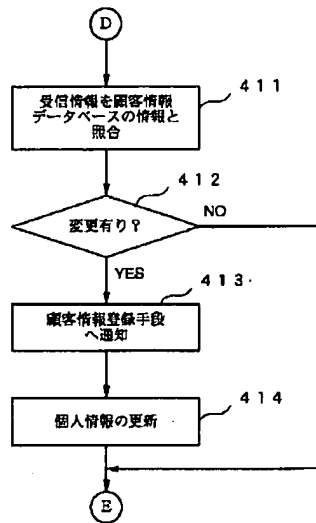 D
受信情報を顧客情報
データベースの情報と
照合
411
412
変更有り?
NO
YES
413
顧客情報登録手段
へ通知
414
個人情報の更新
E